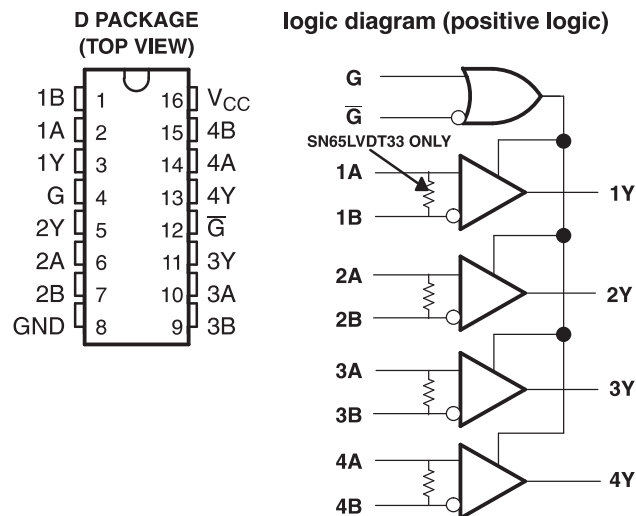 D PACKAGE
(TOP VIEW)
1B 1 16 VCC
1A 2 15 4B
1Y 3 14 4A
G 4 13 4Y
2Y 5 12 G̅
2A 6 11 3Y
2B 7 10 3A
GND 8 9 3B
logic diagram (positive logic)
G
G̅
SN65LVDT33 ONLY
1A
1B
1Y
2A
2B
2Y
3A
3B
3Y
4A
4B
4Y